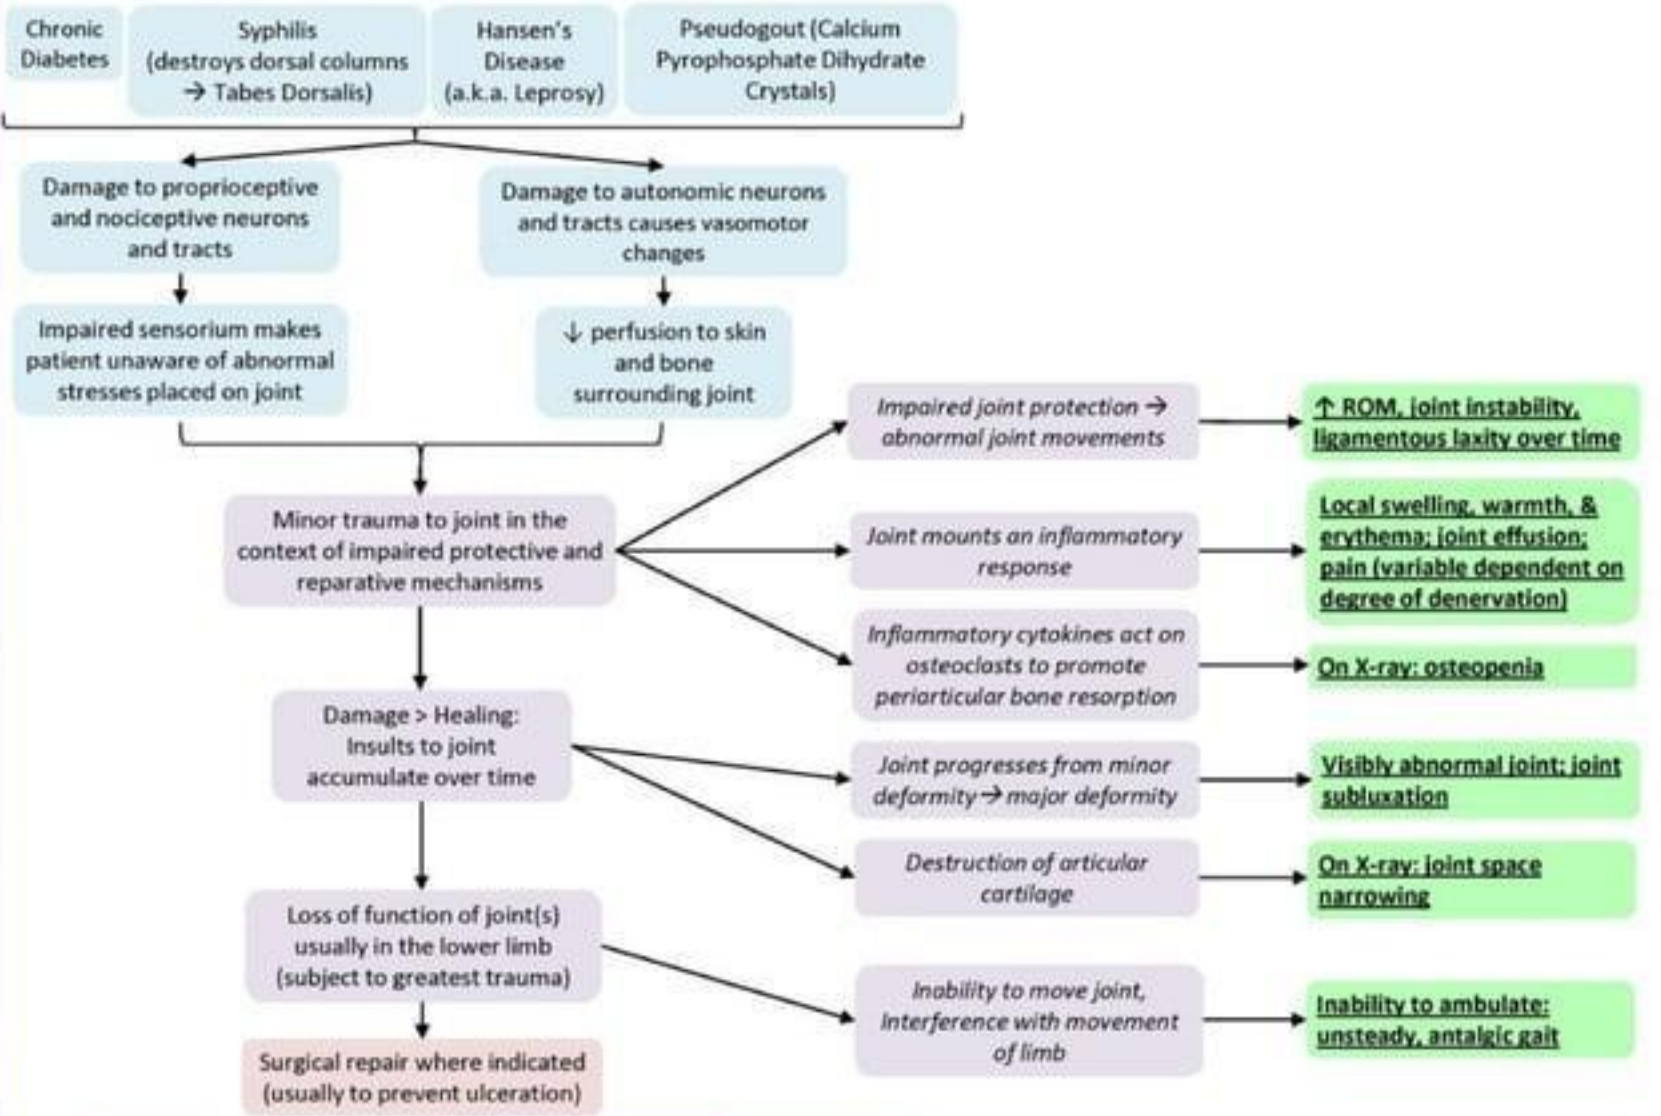 Chronic
Diabetes
Syphilis
(destroys dorsal columns
→ Tabes Dorsalis)
Hansen's
Disease
(a.k.a. Leprosy)
Pseudogout (Calcium
Pyrophosphate Dihydrate
Crystals)
Damage to proprioceptive
and nociceptive neurons
and tracts
Damage to autonomic neurons
and tracts causes vasomotor
changes
Impaired sensorium makes
patient unaware of abnormal
stresses placed on joint
↓ perfusion to skin
and bone
surrounding joint
Impaired joint protection →
abnormal joint movements
↑ ROM, joint instability,
ligamentous laxity over time
Minor trauma to joint in the
context of impaired protective and
reparative mechanisms
Joint mounts an inflammatory
response
Local swelling, warmth, &
erythema; joint effusion;
pain (variable dependent on
degree of denervation)
Inflammatory cytokines act on
osteoclasts to promote
periarticular bone resorption
On X-ray: osteopenia
Damage > Healing:
Insults to joint
accumulate over time
Joint progresses from minor
deformity → major deformity
Visibly abnormal joint; joint
subluxation
Destruction of articular
cartilage
On X-ray: joint space
narrowing
Loss of function of joint(s)
usually in the lower limb
(subject to greatest trauma)
Inability to move joint,
Interference with movement
of limb
Inability to ambulate:
unsteady, antalgic gait
Surgical repair where indicated
(usually to prevent ulceration)